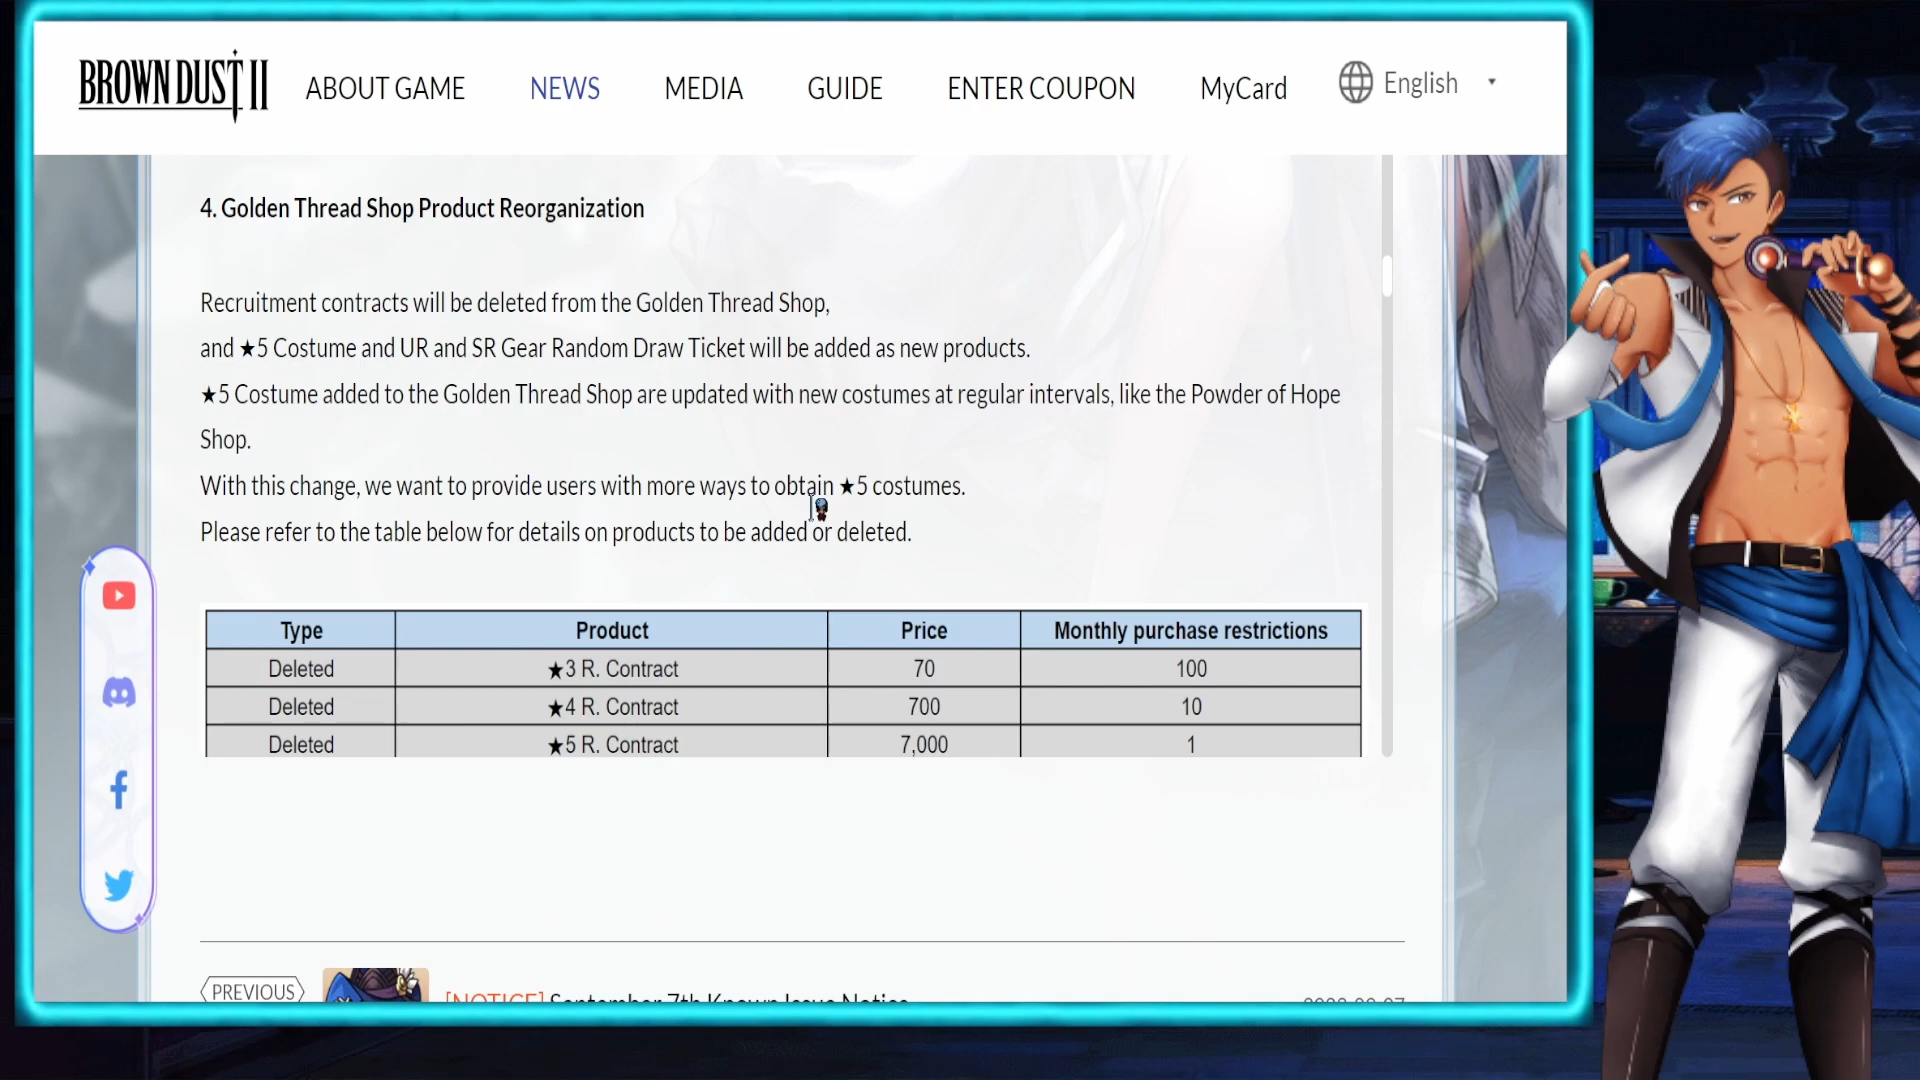 BROWN DUST II
ABOUT GAME NEWS MEDIA GUIDE ENTER COUPON MyCard English
4. Golden Thread Shop Product Reorganization
Recruitment contracts will be deleted from the Golden Thread Shop,
and ★5 Costume and UR and SR Gear Random Draw Ticket will be added as new products.
★5 Costume added to the Golden Thread Shop are updated with new costumes at regular intervals, like the Powder of Hope
Shop.
With this change, we want to provide users with more ways to obtain ★5 costumes.
Please refer to the table below for details on products to be added or deleted.
Type Product Price Monthly purchase restrictions
Deleted ★3 R. Contract 70 100
Deleted ★4 R. Contract 700 10
Deleted ★5 R. Contract 7,000 1
PREVIOUS [NOTICE] September 7th Known Issue Notice